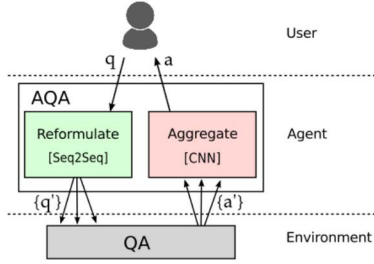 User
q a
AQA
Reformulate
[Seq2Seq]
Aggregate
[CNN]
Agent
{q'} {a'}
QA
Environment